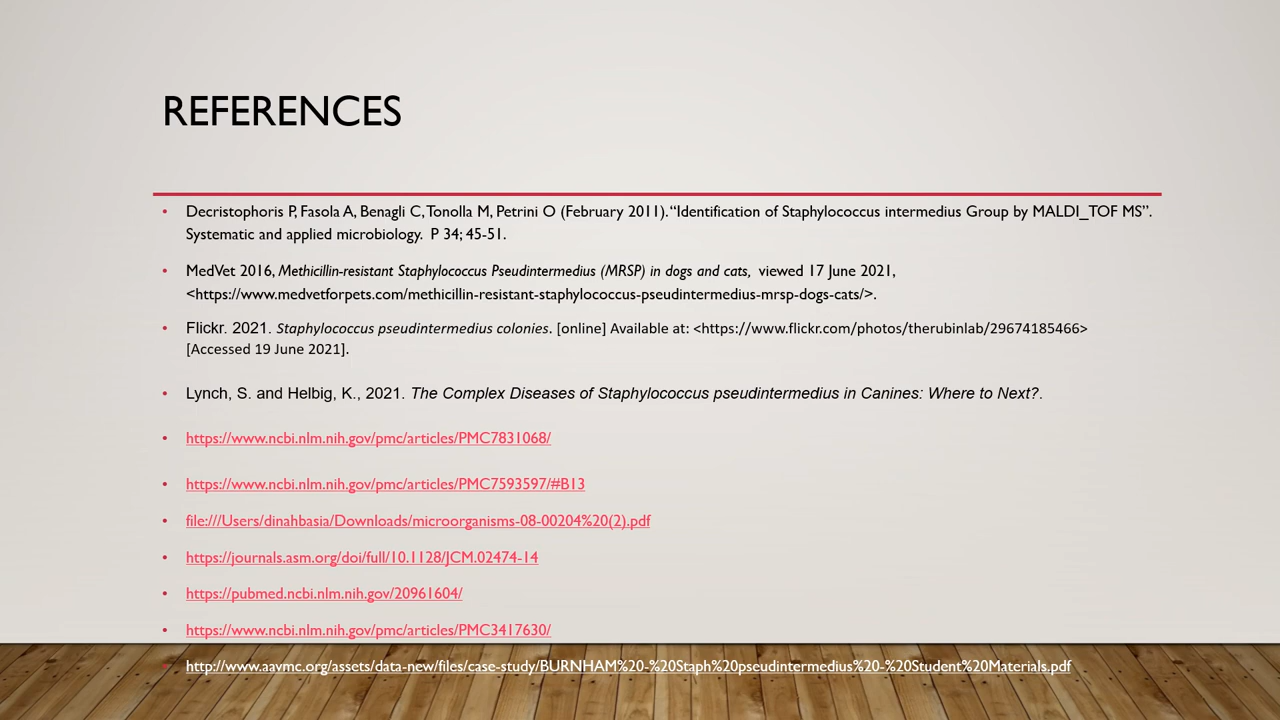 REFERENCES
Decristophoris P, Fasola A, Benagli C, Tonolla M, Petrini O (February 2011). “Identification of Staphylococcus intermedius Group by MALDI_TOF MS”.
Systematic and applied microbiology. P 34; 45-51.
MedVet 2016, Methicillin-resistant Staphylococcus Pseudintermedius (MRSP) in dogs and cats, viewed 17 June 2021,
<https://www.medvetforpets.com/methicillin-resistant-staphylococcus-pseudintermedius-mrsp-dogs-cats/>.
Flickr. 2021. Staphylococcus pseudintermedius colonies. [online] Available at: <https://www.flickr.com/photos/therubinlab/29674185466>
[Accessed 19 June 2021].
Lynch, S. and Helbig, K., 2021. The Complex Diseases of Staphylococcus pseudintermedius in Canines: Where to Next?.
https://www.ncbi.nlm.nih.gov/pmc/articles/PMC7831068/
https://www.ncbi.nlm.nih.gov/pmc/articles/PMC7593597/#B13
file:///Users/dinahbasia/Downloads/microorganisms-08-00204%20(2).pdf
https://journals.asm.org/doi/full/10.1128/JCM.02474-14
https://pubmed.ncbi.nlm.nih.gov/20961604/
https://www.ncbi.nlm.nih.gov/pmc/articles/PMC3417630/
http://www.aavmc.org/assets/data-new/files/case-study/BURNHAM%20-%20Staph%20pseudintermedius%20-%20Student%20Materials.pdf